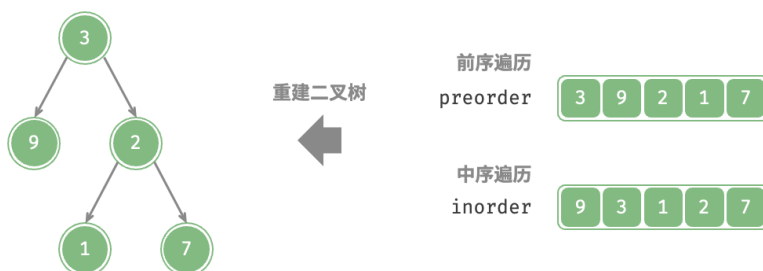 3
9
2
1
7
重建二叉树
前序遍历
preorder
3 9 2 1 7
中序遍历
inorder
9 3 1 2 7